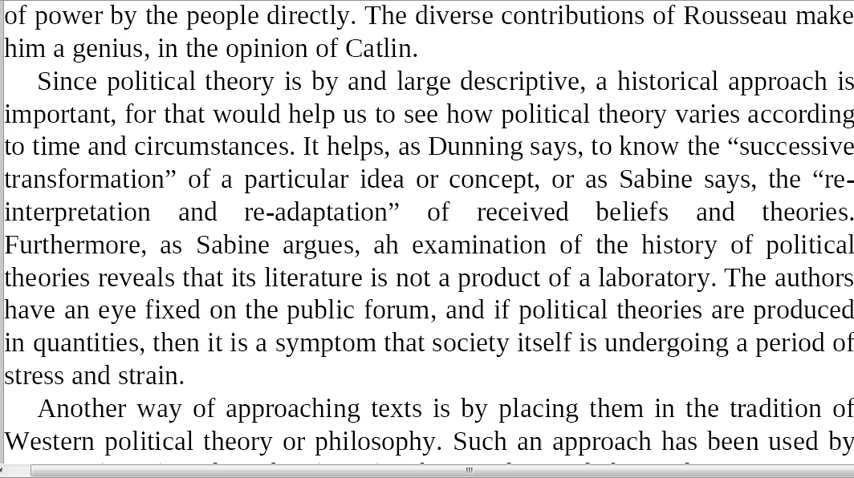 of power by the people directly. The diverse contributions of Rousseau make
him a genius, in the opinion of Catlin.
Since political theory is by and large descriptive, a historical approach is
important, for that would help us to see how political theory varies according
to time and circumstances. It helps, as Dunning says, to know the “successive
transformation” of a particular idea or concept, or as Sabine says, the “re-
interpretation and re-adaptation” of received beliefs and theories.
Furthermore, as Sabine argues, ah examination of the history of political
theories reveals that its literature is not a product of a laboratory. The authors
have an eye fixed on the public forum, and if political theories are produced
in quantities, then it is a symptom that society itself is undergoing a period of
stress and strain.
Another way of approaching texts is by placing them in the tradition of
Western political theory or philosophy. Such an approach has been used by